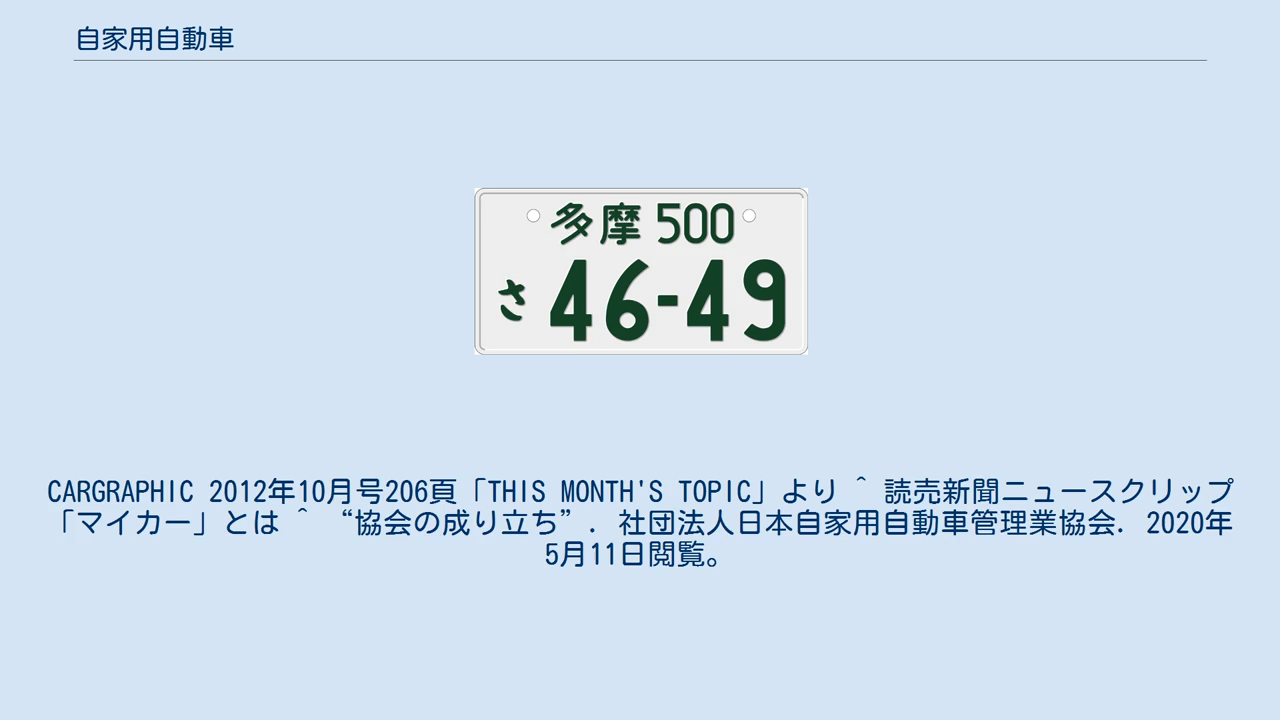 自家用自動車
多摩 500
さ 46-49
CARGRAPHIC 2012年10月号206頁「THIS MONTH'S TOPIC」より ^ 読売新聞ニュースクリップ
「マイカー」とは ^ “協会の成り立ち”. 社団法人日本自家用自動車管理業協会. 2020年
5月11日閲覧。